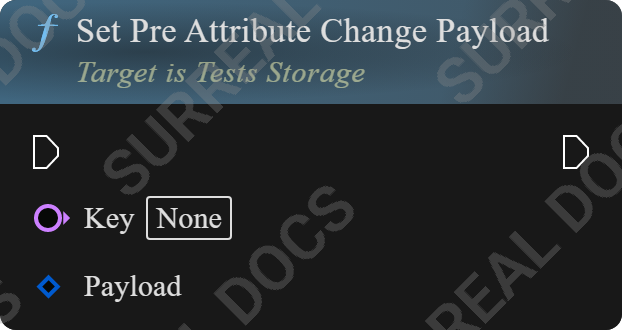 f Set Pre Attribute Change Payload
Target is Tests Storage
Key None
Payload
SURREAL DOCS
SURREAL DOCS
SURREAL DOCS